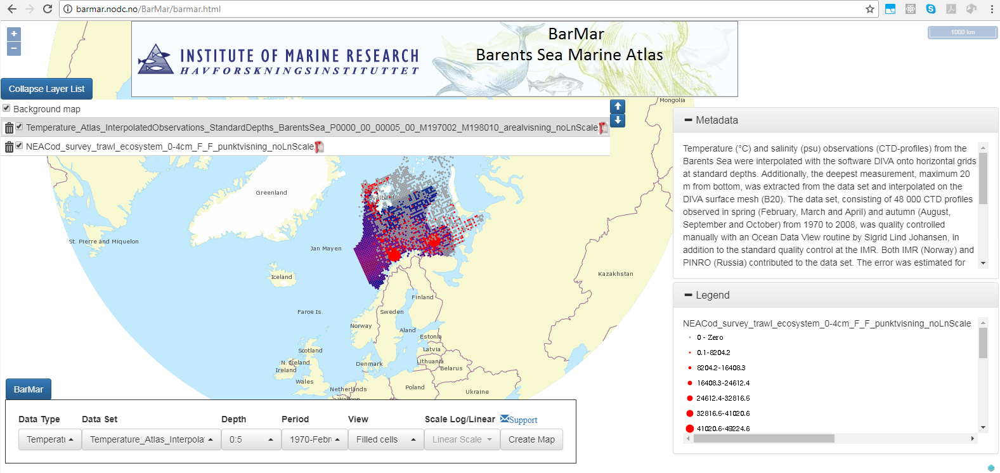 barmar.nodc.no/BarMar/barmar.html
+
−
1000 km
INSTITUTE OF MARINE RESEARCH
HAVFORSKNINGSINSTITUTTET
BarMar
Barents Sea Marine Atlas
Collapse Layer List
Background map
Temperature_Atlas_InterpolatedObservations_StandardDepths_BarentsSea_P0000_00_00005_00_M197002_M198010_arealvisning_noLnScale
NEACod_survey_trawl_ecosystem_0-4cm_F_F_punktvisning_noLnScale
Mongolia
Greenland
Svalbard
St. Pierre and Miquelon
Jan Mayen
Iceland
Kazakhstan
Finland
Faroe Is.
Sweden
Norway
Aland
Estonia
Latvia
Scotland
N. Ireland
Ireland
Denmark
Lithuania
Belarus
Wales
Netherlands
Poland
Ukraine
Metadata
Temperature (°C) and salinity (psu) observations (CTD-profiles) from the
Barents Sea were interpolated with the software DIVA onto horizontal grids
at standard depths. Additionally, the deepest measurement, maximum 20
m from bottom, was extracted from the data set and interpolated on the
DIVA surface mesh (B20). The data set, consisting of 48 000 CTD profiles
observed in spring (February, March and April) and autumn (August,
September and October) from 1970 to 2008, was quality controlled
manually with an Ocean Data View routine by Sigrid Lind Johansen, in
addition to the standard quality control at the IMR. Both IMR (Norway) and
PINRO (Russia) contributed to the data set. The error was estimated for
Legend
NEACod_survey_trawl_ecosystem_0-4cm_F_F_punktvisning_noLnScale
0 - Zero
0.1-8204.2
8204.2-16408.3
16408.3-24612.4
24612.4-32816.5
32816.5-41020.6
41020.6-49224.6
BarMar
Data Type Data Set Depth Period View Scale Log/Linear Support
Temperatu Temperature_Atlas_Interpola 0:5 1970-Febr Filled cells Linear Scale Create Map